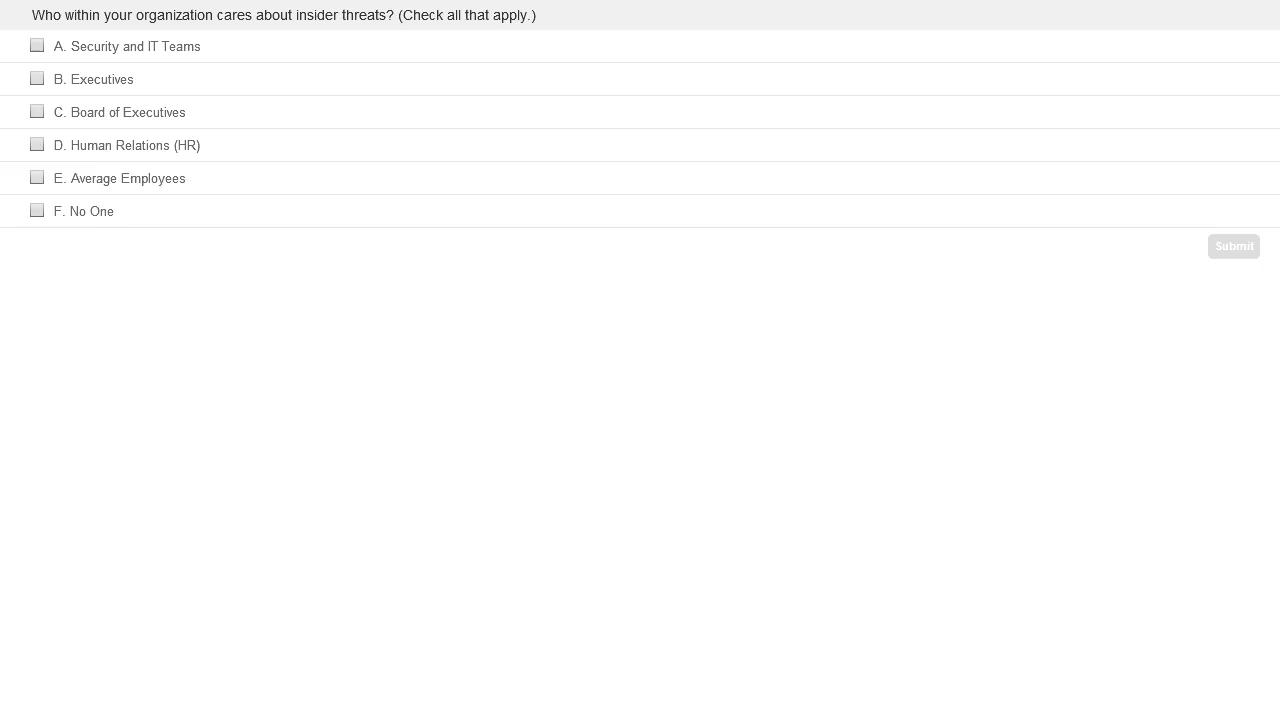 Who within your organization cares about insider threats? (Check all that apply.)
A. Security and IT Teams
B. Executives
C. Board of Executives
D. Human Relations (HR)
E. Average Employees
F. No One
Submit